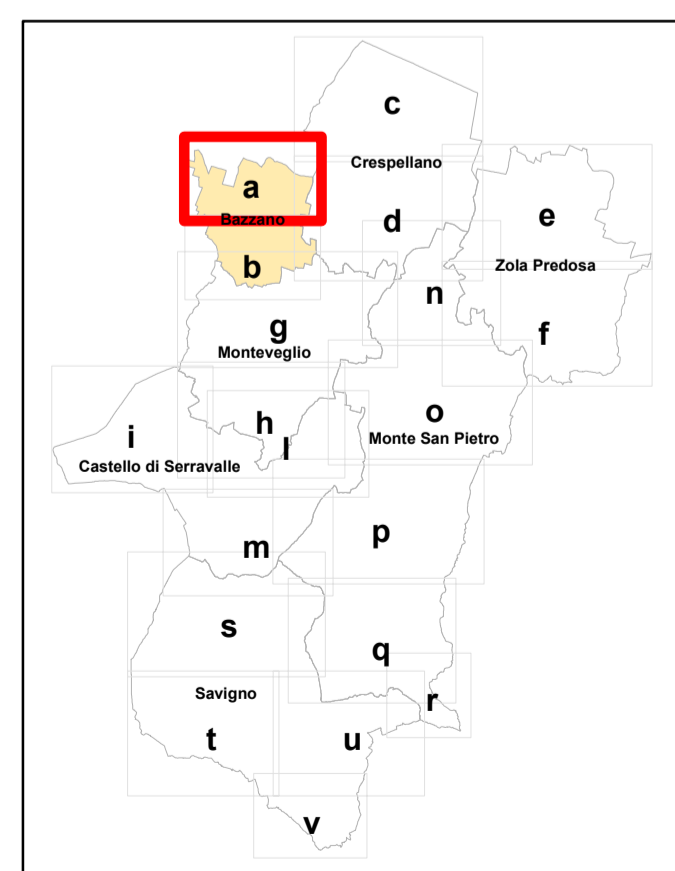 c
Crespellano
a
Bazzano
d
e
Zola Predosa
b
n
g
Monteveglio
f
h
l
i
Castello di Serravalle
o
Monte San Pietro
m
p
s
q
Savigno
r
t
u
v